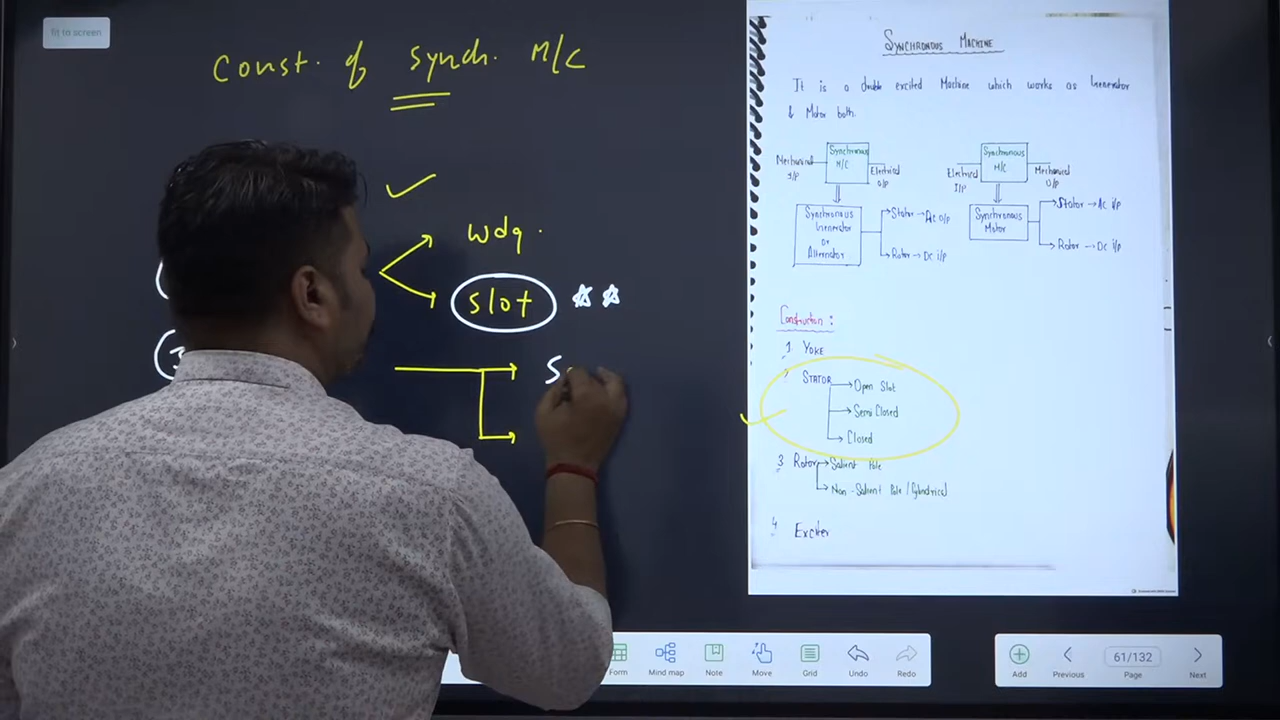 fit to screen
Const. of synch. M/C
wdg.
slot
3
S
SYNCHRONOUS MACHINE
It is a double excited Machine which works as Generator
& Motor both.
Mechanical I/P
Synchronous M/C
Electrical O/P
Synchronous Generator or Alternator
Stator → AC O/P
Rotor → DC i/p
Electrical I/P
Synchronous M/C
Mechanical O/P
Synchronous Motor
Stator → AC i/p
Rotor → DC i/p
Construction :
1. YOKE
STATOR → Open Slot
→ Semi Closed
→ Closed
3 Rotor → Salient Pole
→ Non-Salient Pole / Cylindrical
4 Exciter
Form
Mind map
Note
Move
Grid
Undo
Redo
Add
Previous
61/132
Page
Next